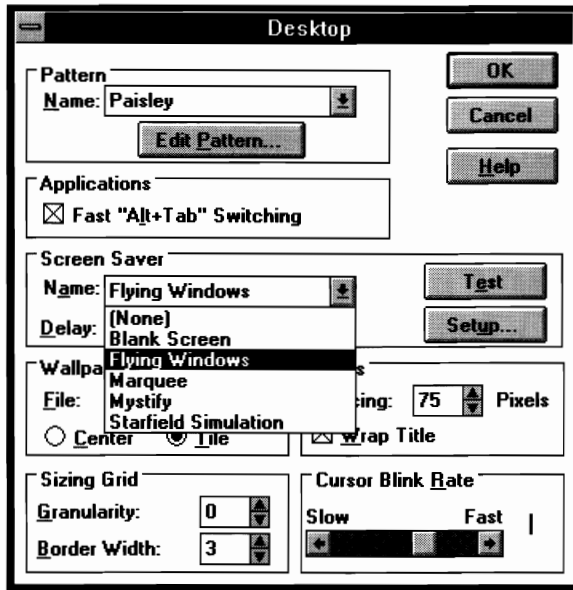 Desktop
Pattern
Name: Paisley
Edit Pattern...
OK
Cancel
Help
Applications
Fast "Alt+Tab" Switching
Screen Saver
Name: Flying Windows
Test
Delay:
Setup...
(None)
Blank Screen
Flying Windows
Marquee
Mystify
Starfield Simulation
File:
75 Pixels
Center Tile
Wrap Title
Sizing Grid
Granularity: 0
Border Width: 3
Cursor Blink Rate
Slow Fast